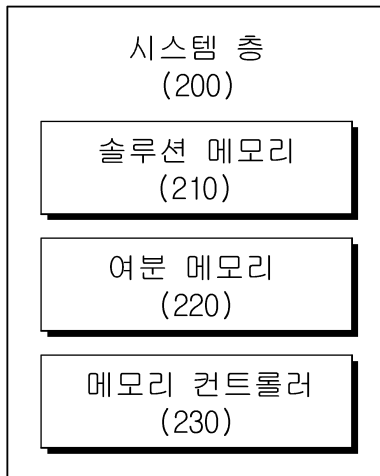 시스템 층
(200)
솔루션 메모리
(210)
여분 메모리
(220)
메모리 컨트롤러
(230)